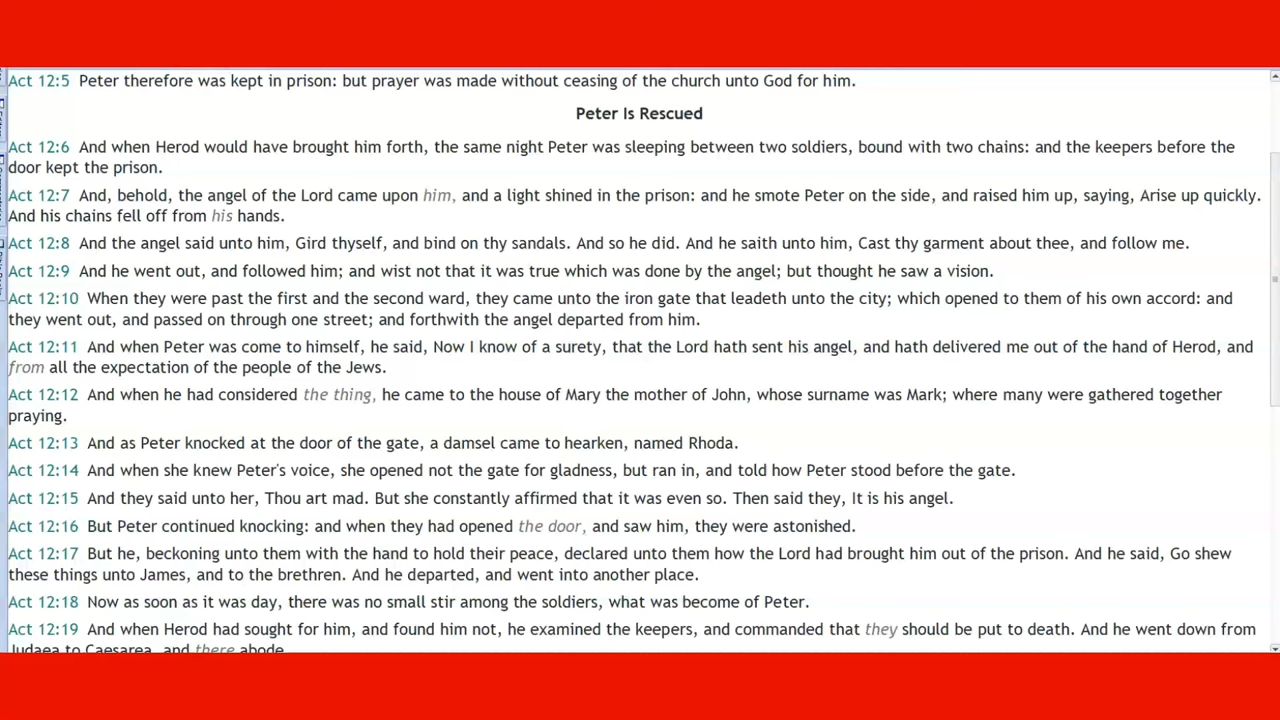 Act 12:5 Peter therefore was kept in prison: but prayer was made without ceasing of the church unto God for him.
Peter Is Rescued
Act 12:6 And when Herod would have brought him forth, the same night Peter was sleeping between two soldiers, bound with two chains: and the keepers before the
door kept the prison.
Act 12:7 And, behold, the angel of the Lord came upon him, and a light shined in the prison: and he smote Peter on the side, and raised him up, saying, Arise up quickly.
And his chains fell off from his hands.
Act 12:8 And the angel said unto him, Gird thyself, and bind on thy sandals. And so he did. And he saith unto him, Cast thy garment about thee, and follow me.
Act 12:9 And he went out, and followed him; and wist not that it was true which was done by the angel; but thought he saw a vision.
Act 12:10 When they were past the first and the second ward, they came unto the iron gate that leadeth unto the city; which opened to them of his own accord: and
they went out, and passed on through one street; and forthwith the angel departed from him.
Act 12:11 And when Peter was come to himself, he said, Now I know of a surety, that the Lord hath sent his angel, and hath delivered me out of the hand of Herod, and
from all the expectation of the people of the Jews.
Act 12:12 And when he had considered the thing, he came to the house of Mary the mother of John, whose surname was Mark; where many were gathered together
praying.
Act 12:13 And as Peter knocked at the door of the gate, a damsel came to hearken, named Rhoda.
Act 12:14 And when she knew Peter's voice, she opened not the gate for gladness, but ran in, and told how Peter stood before the gate.
Act 12:15 And they said unto her, Thou art mad. But she constantly affirmed that it was even so. Then said they, It is his angel.
Act 12:16 But Peter continued knocking: and when they had opened the door, and saw him, they were astonished.
Act 12:17 But he, beckoning unto them with the hand to hold their peace, declared unto them how the Lord had brought him out of the prison. And he said, Go shew
these things unto James, and to the brethren. And he departed, and went into another place.
Act 12:18 Now as soon as it was day, there was no small stir among the soldiers, what was become of Peter.
Act 12:19 And when Herod had sought for him, and found him not, he examined the keepers, and commanded that they should be put to death. And he went down from
Judaea to Caesarea, and there abode.